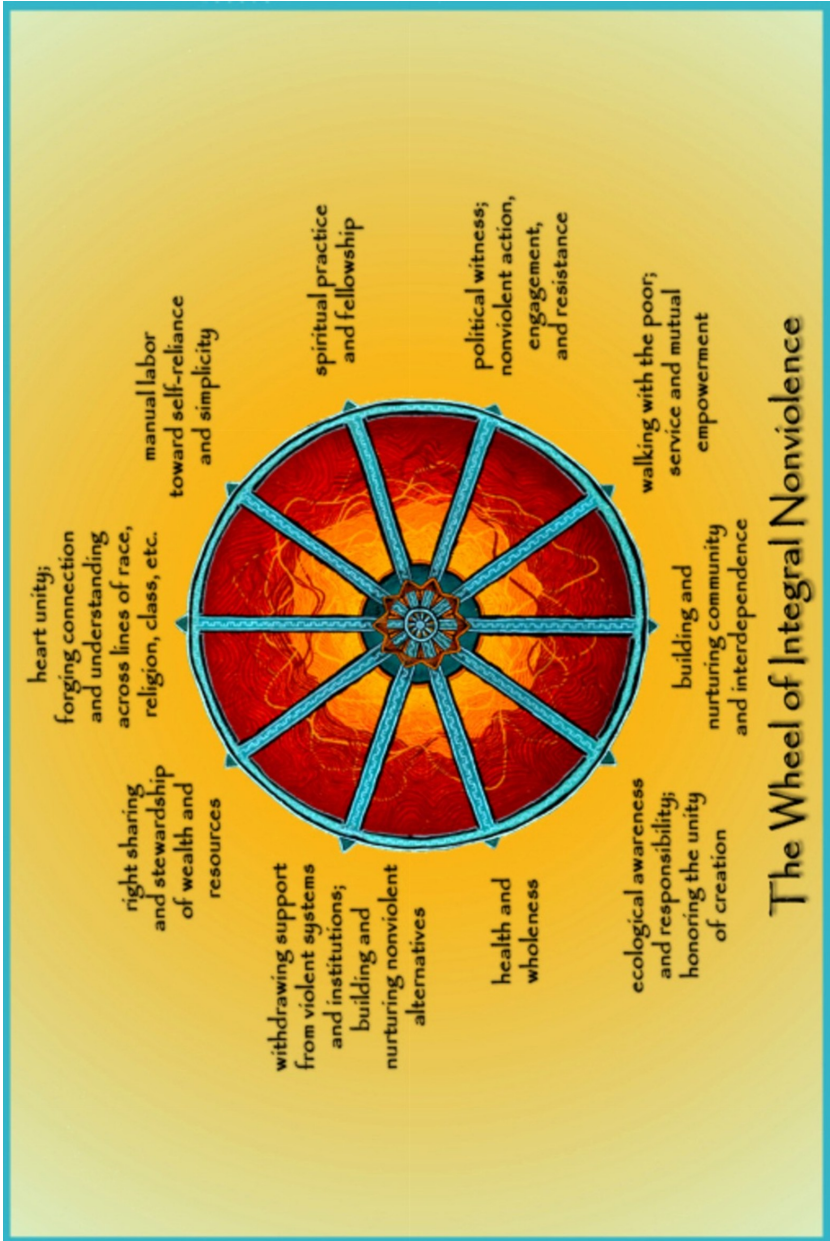 heart unity;
forging connection
and understanding
across lines of race,
religion, class, etc.
manual labor
toward self-reliance
and simplicity
spiritual practice
and fellowship
political witness;
nonviolent action,
engagement,
and resistance
walking with the poor;
service and mutual
empowerment
building and
nurturing community
and interdependence
ecological awareness
and responsibility;
honoring the unity
of creation
health and
wholeness
withdrawing support
from violent systems
and institutions;
building and
nurturing nonviolent
alternatives
right sharing
and stewardship
of wealth and
resources
The Wheel of Integral Nonviolence